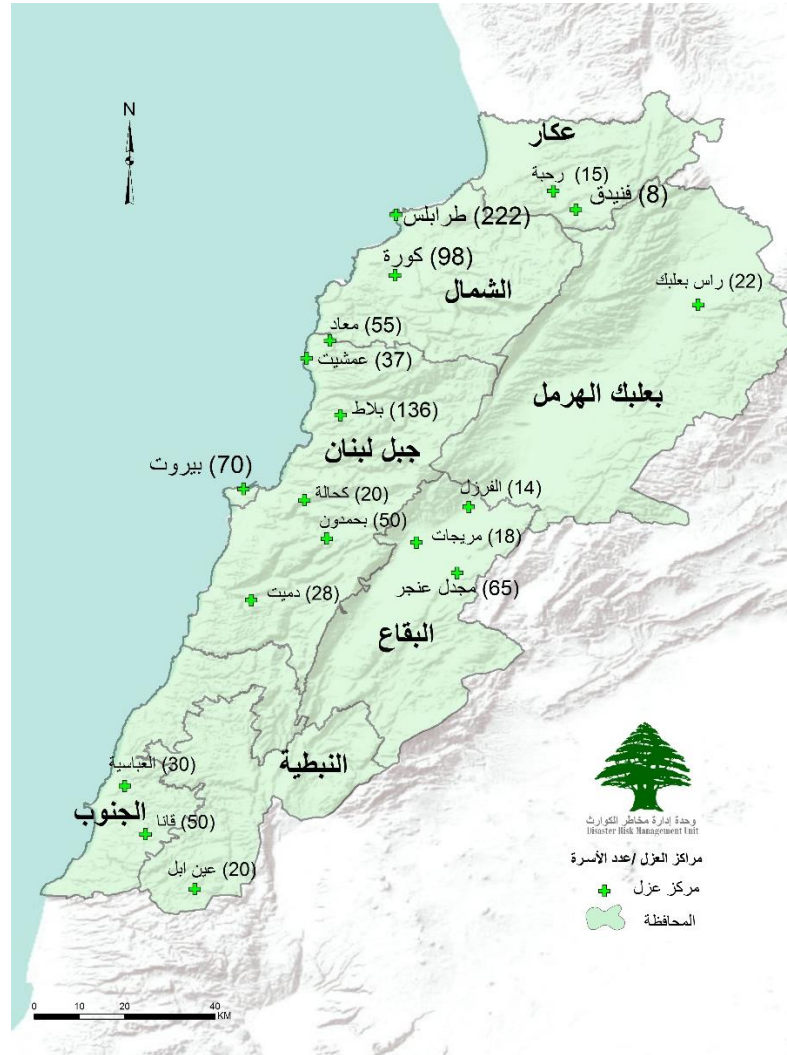 N
عكار
رحبة (15)
فنيدق (8)
طرابلس (222)
كورة (98)
الشمال
راس بعلبك (22)
معاد (55)
عمشيت (37)
بعلبك الهرمل
بلاط (136)
جبل لبنان
بيروت (70)
الفرزل (14)
كحالة (20)
بحمدون (50)
مريجات (18)
مجدل عنجر (65)
دميت (28)
البقاع
النبطية
العباسية (30)
الجنوب
قانا (50)
عين ابل (20)
وحدة إدارة مخاطر الكوارث
Disaster Risk Management Unit
مراكز العزل /عدد الأسرة
مركز عزل
المحافظة
0 10 20 40
KM